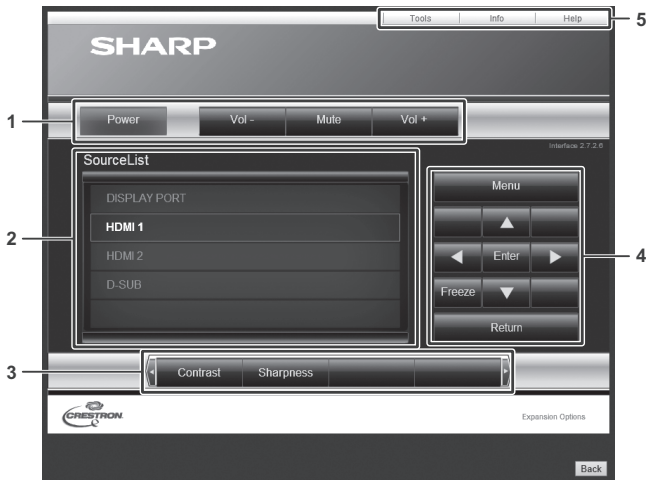 Tools Info Help 5
SHARP
1 Power Vol - Mute Vol +
Interface 2.7.2.6
SourceList
Menu
DISPLAY PORT
HDMI 1
2 HDMI 2 Enter 4
D-SUB
Freeze
Return
3 Contrast Sharpness
CRESTRON
Expansion Options
Back